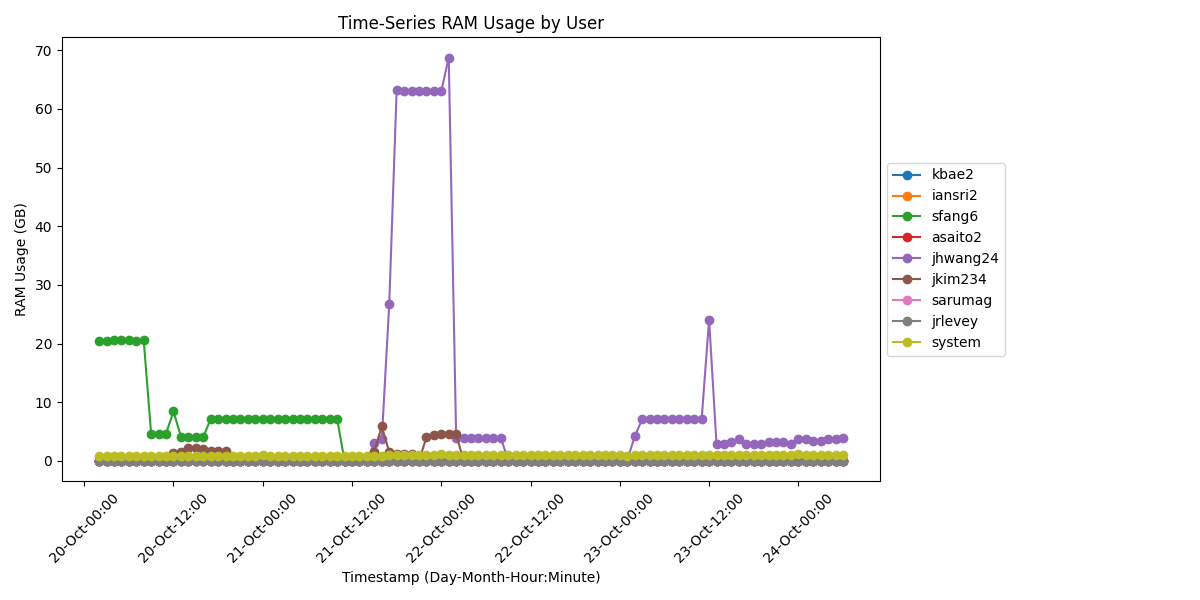 Time-Series RAM Usage by User
70
60
50
40
30
20
10
0
RAM Usage (GB)
20-Oct-00:00
20-Oct-12:00
21-Oct-00:00
21-Oct-12:00
22-Oct-00:00
22-Oct-12:00
23-Oct-00:00
23-Oct-12:00
24-Oct-00:00
Timestamp (Day-Month-Hour:Minute)
kbae2
iansri2
sfang6
asaito2
jhwang24
jkim234
sarumag
jrlevey
system